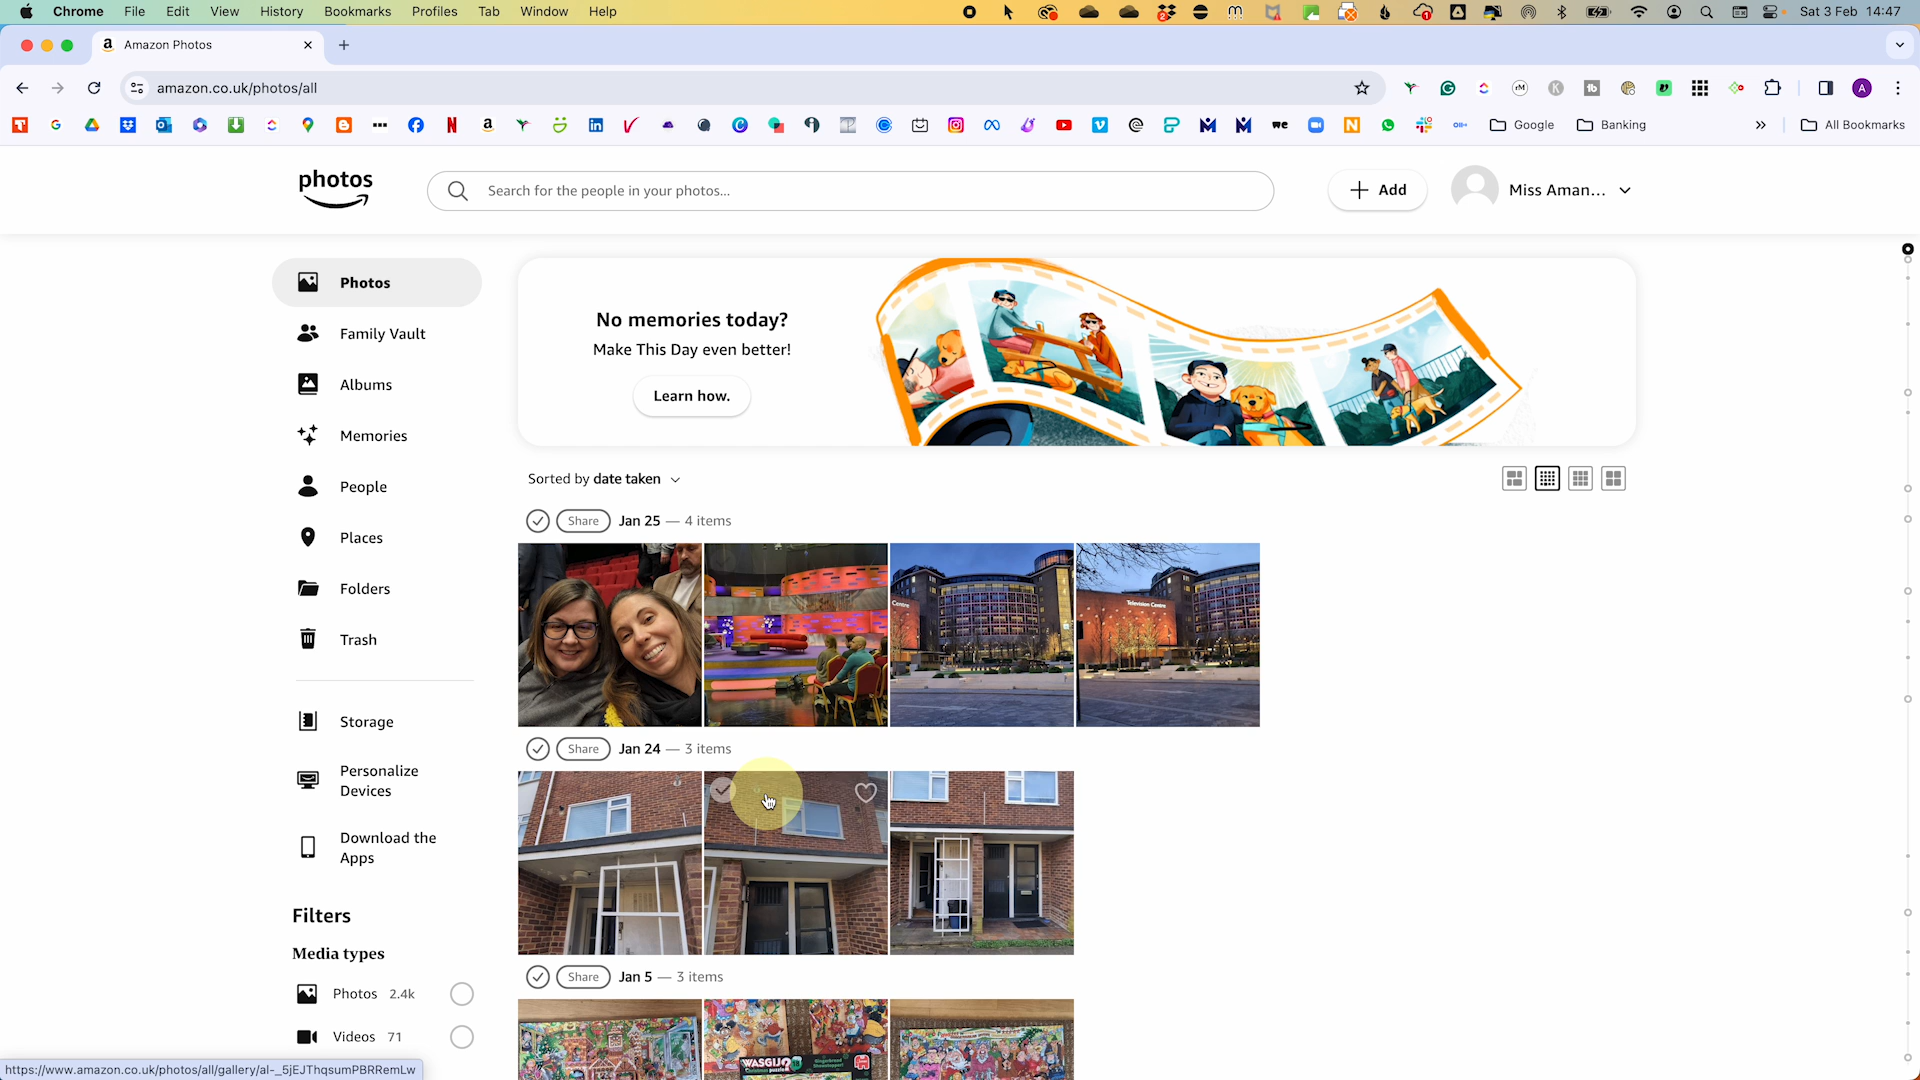 Chrome File Edit View History Bookmarks Profiles Tab Window Help Sat 3 Feb 14:47
Amazon Photos
amazon.co.uk/photos/all
Google Banking All Bookmarks
photos
Search for the people in your photos...
Add
Miss Aman...
Photos
Family Vault
Albums
Memories
People
Places
Folders
Trash
Storage
Personalize
Devices
Download the
Apps
Filters
Media types
Photos 2.4k
Videos 71
No memories today?
Make This Day even better!
Learn how.
Sorted by date taken
Share Jan 25 — 4 items
Centre
Television Centre
Share Jan 24 — 3 items
Share Jan 5 — 3 items
WASGIJ?
https://www.amazon.co.uk/photos/all/gallery/al-_5jEJThqsumPBRRemLw